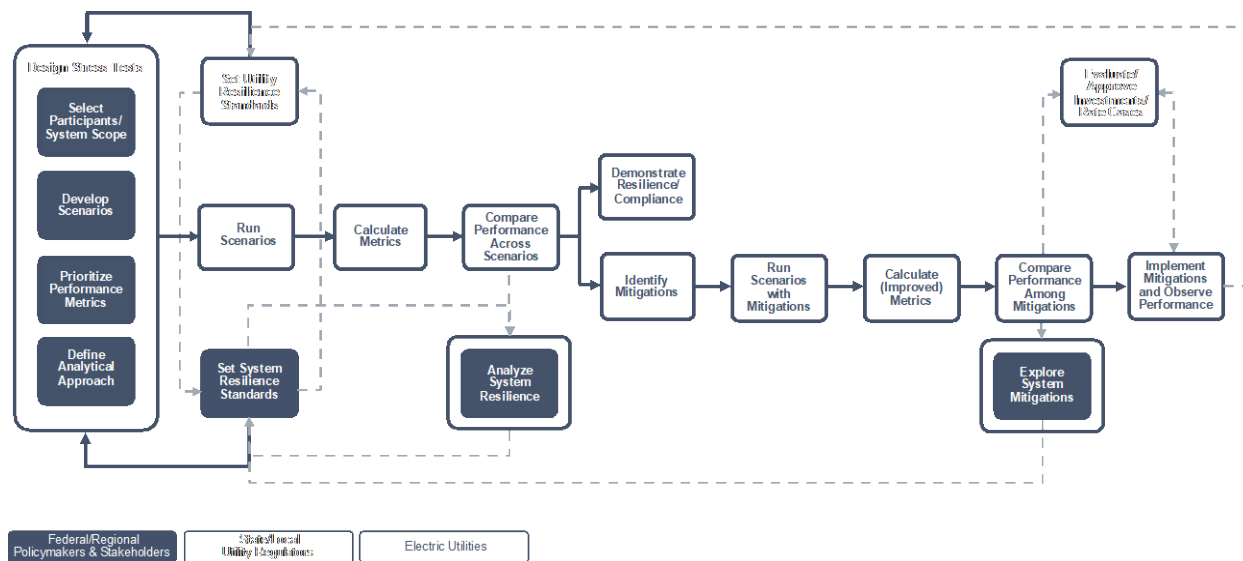 Design Stress Tests
Select
Participants/
System Scope
Develop
Scenarios
Prioritize
Performance
Metrics
Define
Analytical
Approach
Set Utility
Resilience
Standards
Run
Scenarios
Set System
Resilience
Standards
Calculate
Metrics
Compare
Performance
Across
Scenarios
Analyze
System
Resilience
Demonstrate
Resilience/
Compliance
Identify
Mitigations
Run
Scenarios
with
Mitigations
Calculate
(Improved)
Metrics
Evaluate/
Approve
Investments/
Rate Cases
Compare
Performance
Among
Mitigations
Explore
System
Mitigations
Implement
Mitigations
and Observe
Performance
Federal/Regional
Policymakers & Stakeholders
State/Local
Utility Regulators
Electric Utilities